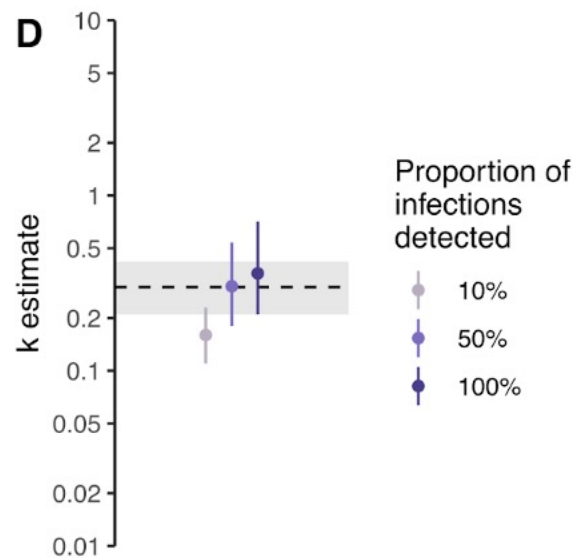 D
10
5
2
1
0.5
0.2
0.1
0.05
0.02
0.01
k estimate
Proportion of
infections
detected
10%
50%
100%